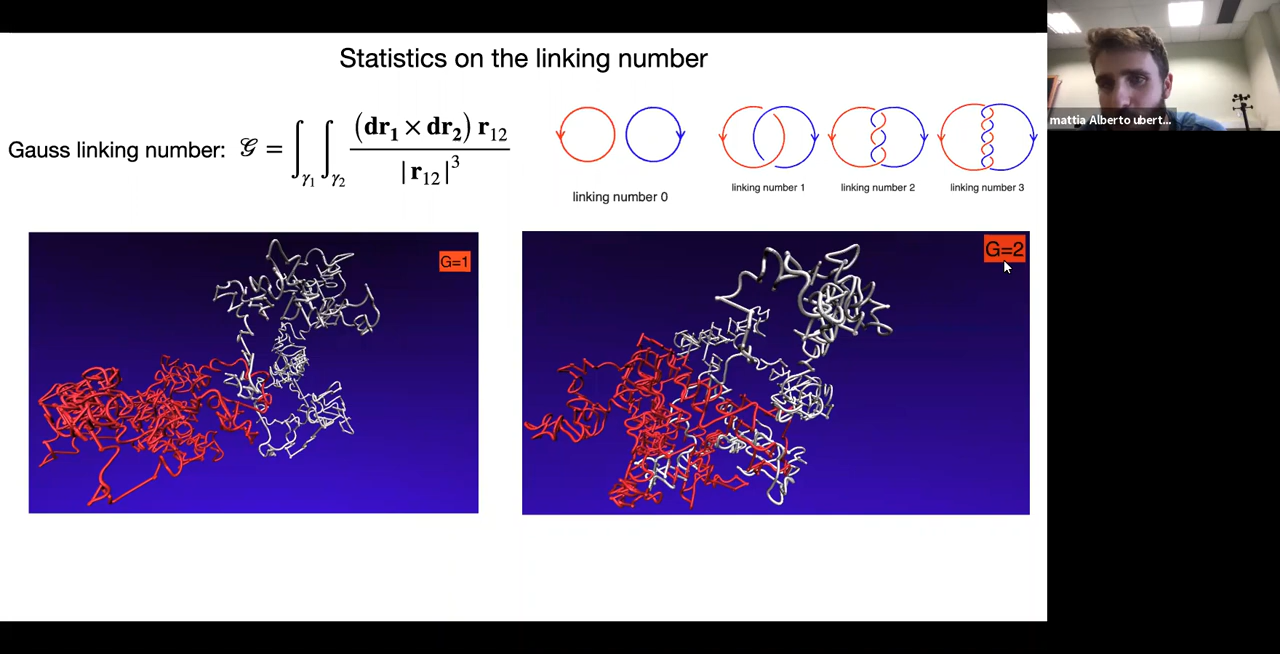 Statistics on the linking number
Gauss linking number: 𝒢 = ∫γ₁ ∫γ₂ (dr₁ × dr₂) r₁₂ / |r₁₂|³
linking number 0
linking number 1
linking number 2
linking number 3
G=1
G=2
mattia Alberto ubert...